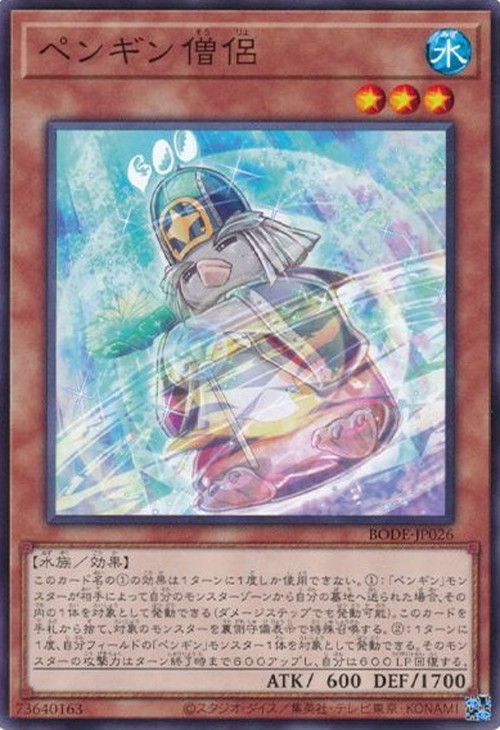 ペンギン僧侶
水
BODE-JP026
【水族／効果】
このカード名の①の効果は1ターンに1度しか使用できない。①：「ペンギン」モン
スターが相手によって自分のモンスターゾーンから自分の墓地へ送られた場合、その
内の1体を対象として発動できる（ダメージステップでも発動可能）。このカードを
手札から捨て、対象のモンスターを裏側守備表示で特殊召喚する。②：1ターンに
1度、自分フィールドの「ペンギン」モンスター1体を対象として発動できる。そのモン
スターの攻撃力はターン終了時まで600アップし、自分は600LP回復する。
ATK/ 600 DEF/1700
73640163
©スタジオ・ダイス／集英社・テレビ東京・KONAMI